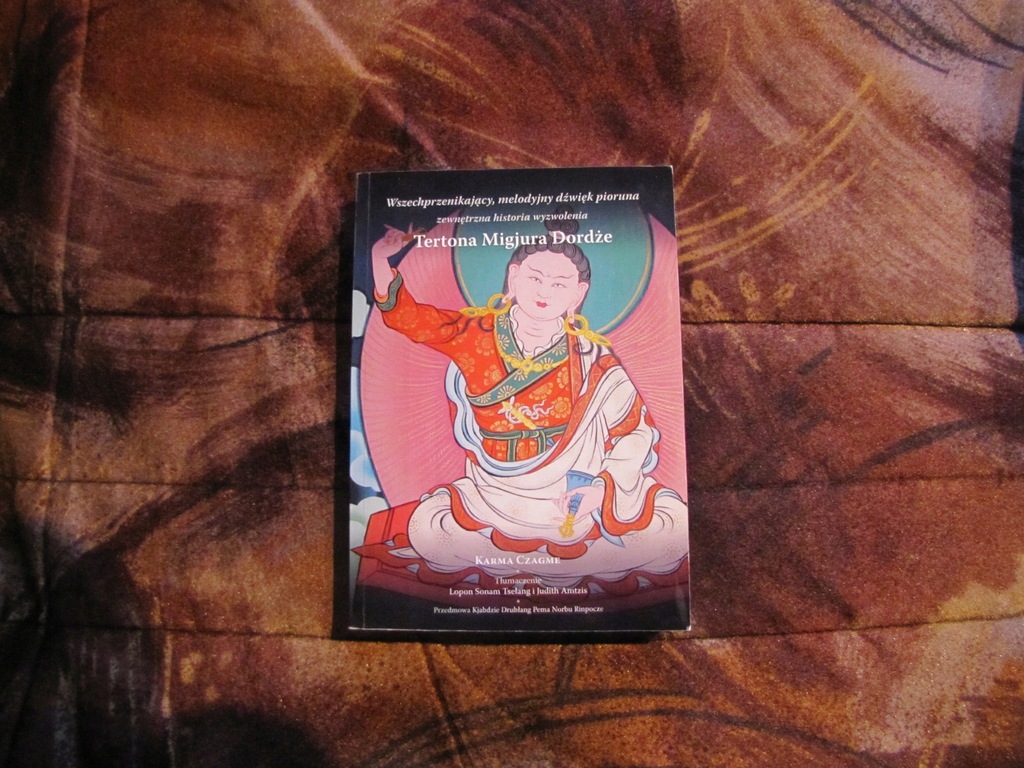 Wszechprzenikający, melodyjny dźwięk pioruna
zewnętrzna historia wyzwolenia
Tertona Migjura Dordże
KARMA CZAGME
Tłumaczenie
Lopon Sonam Tselang i Judith Amtzis
Przedmowa Kjabdzie Drubłang Pema Norbu Rinpocze